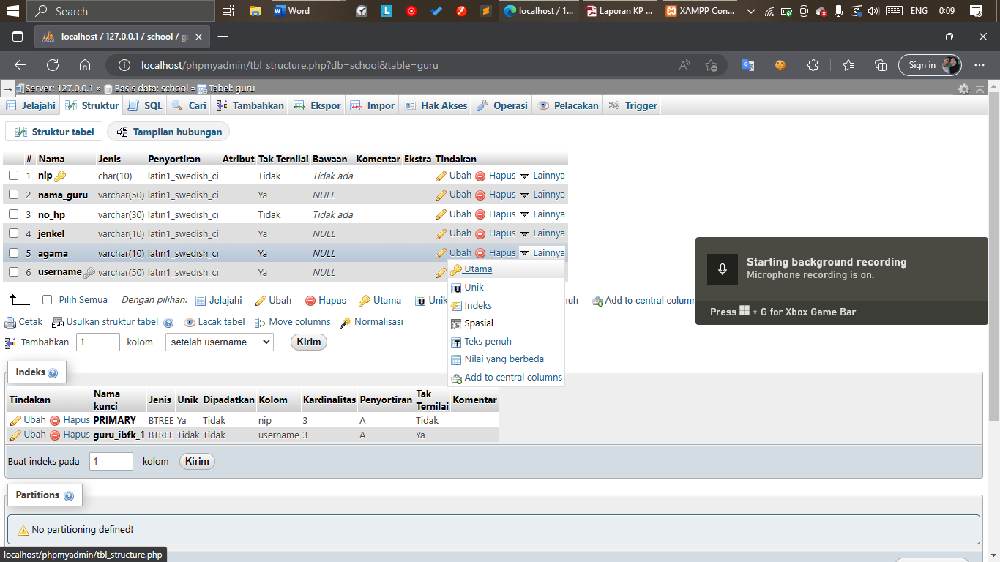 Search Word localhost / 1... Laporan KP ... XAMPP Con... ENG 0:09
localhost / 127.0.0.1 / school / gu
localhost/phpmyadmin/tbl_structure.php?db=school&table=guru Sign in
Server: 127.0.0.1 » Basis data: school » Tabel: guru
Jelajahi Struktur SQL Cari Tambahkan Ekspor Impor Hak Akses Operasi Pelacakan Trigger
Struktur tabel Tampilan hubungan
# Nama Jenis Penyortiran Atribut Tak Ternilai Bawaan Komentar Ekstra Tindakan
1 nip char(10) latin1_swedish_ci Tidak Tidak ada Ubah Hapus Lainnya
2 nama_guru varchar(50) latin1_swedish_ci Ya NULL Ubah Hapus Lainnya
3 no_hp varchar(30) latin1_swedish_ci Tidak Tidak ada Ubah Hapus Lainnya
4 jenkel varchar(10) latin1_swedish_ci Ya NULL Ubah Hapus Lainnya
5 agama varchar(10) latin1_swedish_ci Ya NULL Ubah Hapus Lainnya
6 username varchar(50) latin1_swedish_ci Ya NULL
Utama
Unik
Indeks
Spasial
Teks penuh
Nilai yang berbeda
Add to central columns
Starting background recording
Microphone recording is on.
Press + G for Xbox Game Bar
Pilih Semua Dengan pilihan: Jelajahi Ubah Hapus Utama Unik nuh Add to central column
Cetak Usulkan struktur tabel Lacak tabel Move columns Normalisasi
Tambahkan 1 kolom setelah username Kirim
Indeks
Tindakan Nama kunci Jenis Unik Dipadatkan Kolom Kardinalitas Penyortiran Tak Ternilai Komentar
Ubah Hapus PRIMARY BTREE Ya Tidak nip 3 A Tidak
Ubah Hapus guru_ibfk_1 BTREE Tidak Tidak username 3 A Ya
Buat indeks pada 1 kolom Kirim
Partitions
No partitioning defined!
localhost/phpmyadmin/tbl_structure.php